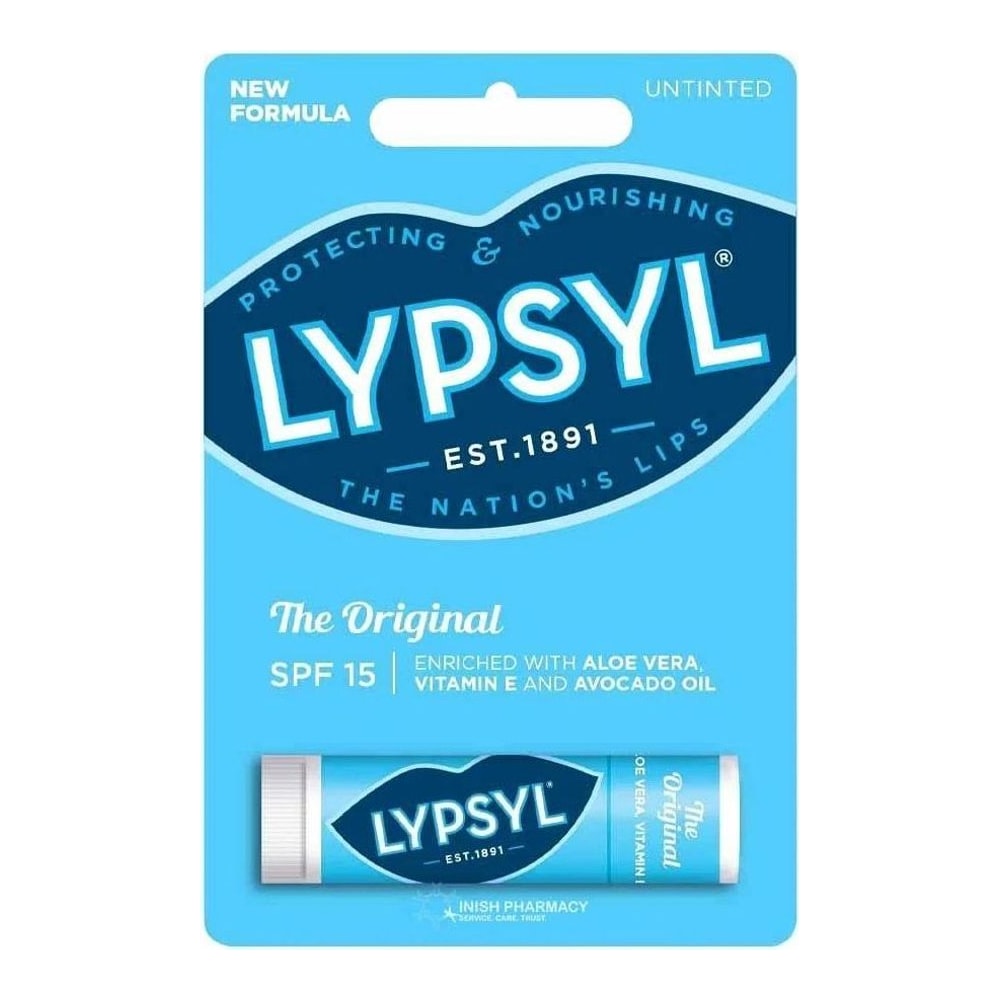 NEW
FORMULA
UNTINTED
PROTECTING & NOURISHING
LYPSYL®
EST.1891
THE NATION'S LIPS
The Original
SPF 15
ENRICHED WITH ALOE VERA,
VITAMIN E AND AVOCADO OIL
LYPSYL
EST.1891
The
Original
OE VERA, VITAMIN
INISH PHARMACY
SERVICE. CARE. TRUST.